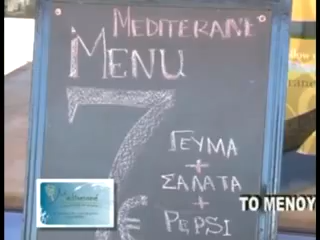 MEDITERANE
MENU
7
€
ΓΕΥΜΑ
+
ΣΑΛΑΤΑ
+
PEPSI
ΤΟ ΜΕΝΟΥ